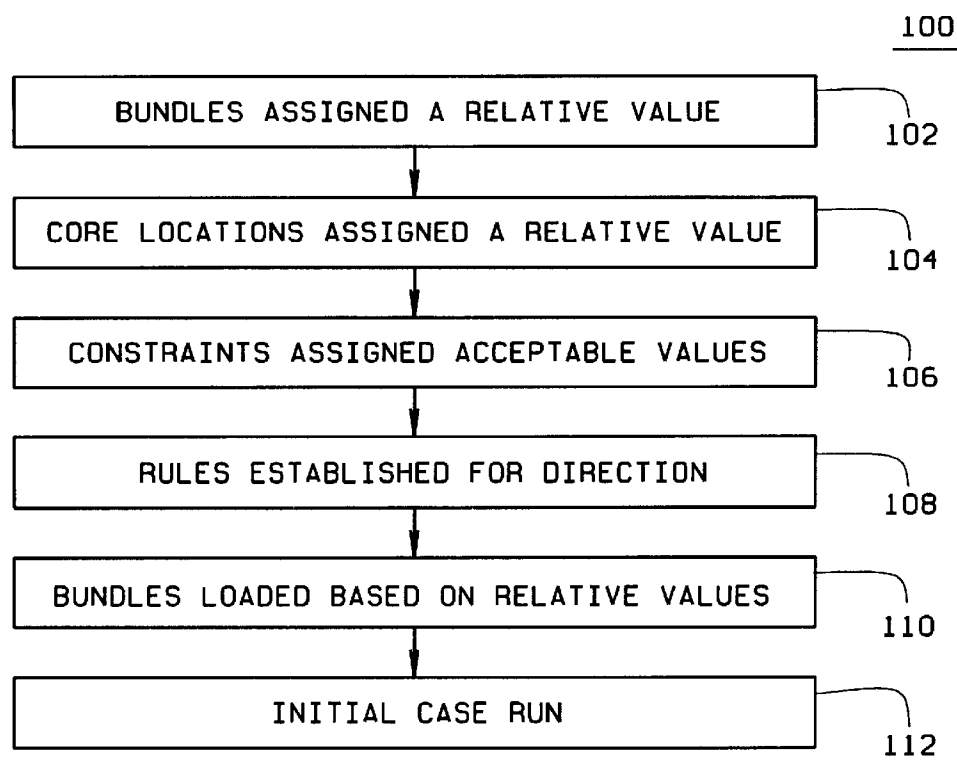 100
BUNDLES ASSIGNED A RELATIVE VALUE
102
CORE LOCATIONS ASSIGNED A RELATIVE VALUE
104
CONSTRAINTS ASSIGNED ACCEPTABLE VALUES
106
RULES ESTABLISHED FOR DIRECTION
108
BUNDLES LOADED BASED ON RELATIVE VALUES
110
INITIAL CASE RUN
112